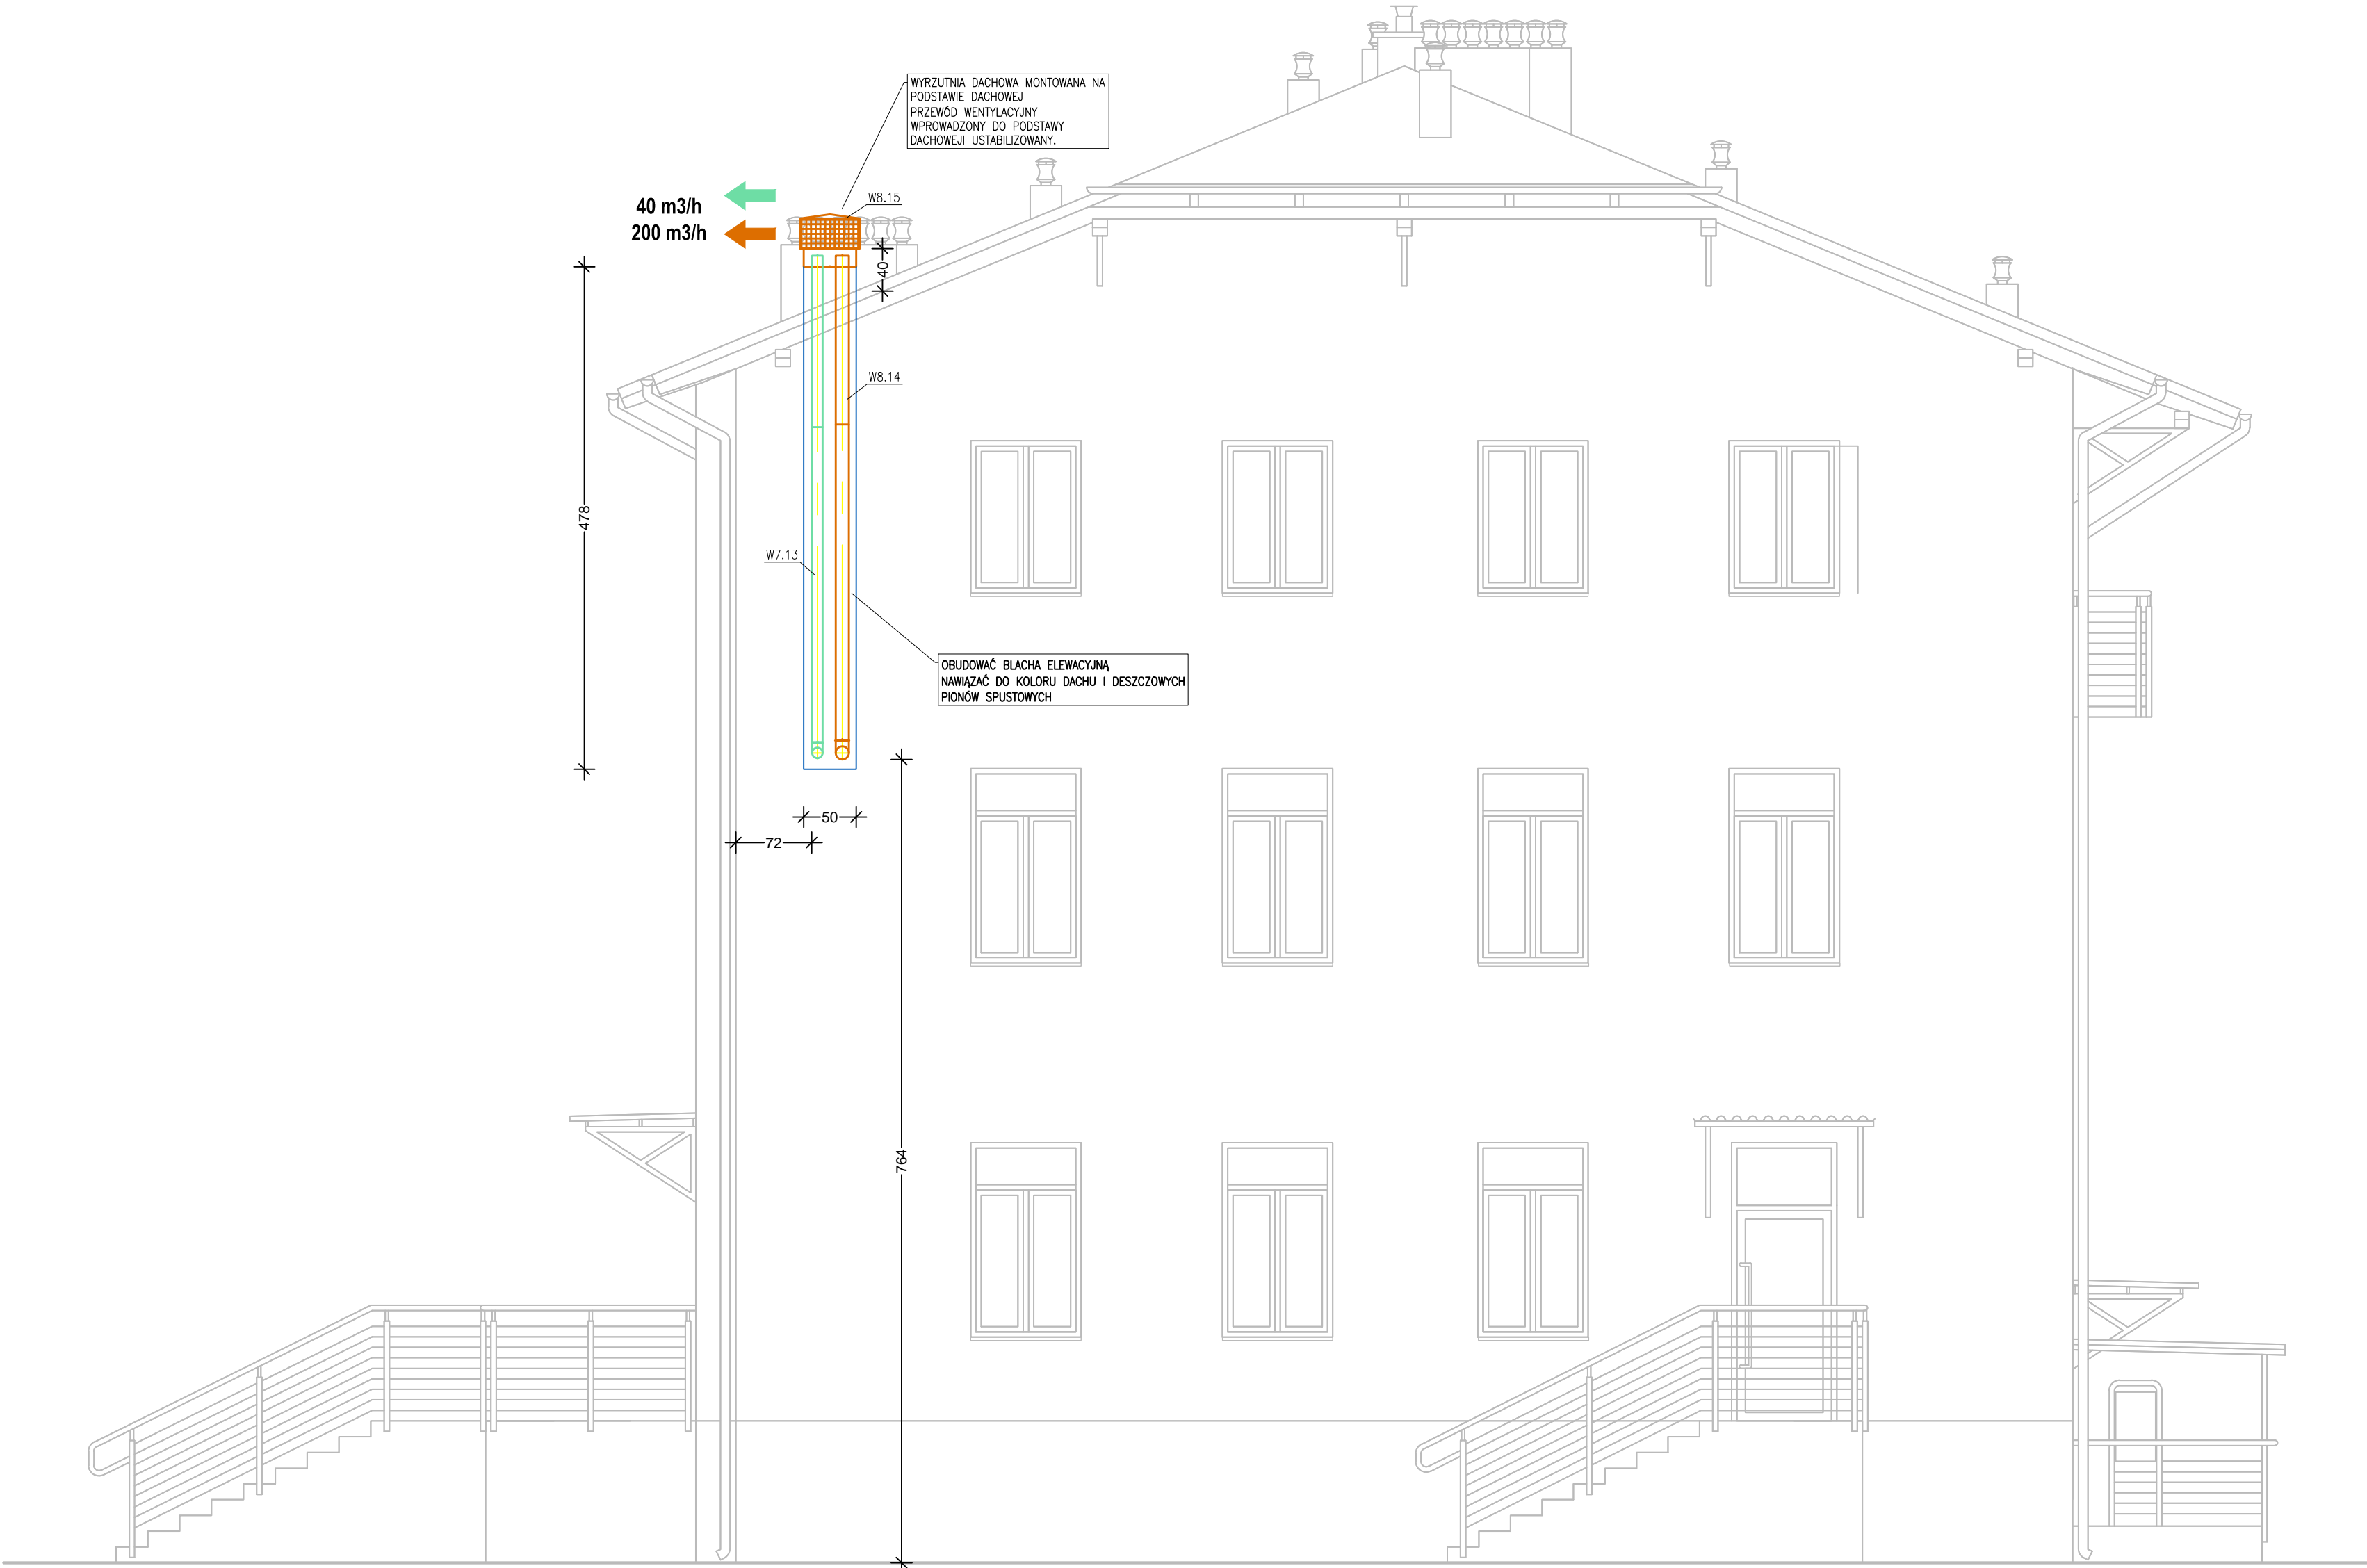 WYRZUTNIA DACHOWA MONTOWANA NA
PODSTAWIE DACHOWEJ
PRZEWÓD WENTYLACYJNY
WPROWADZONY DO PODSTAWY
DACHOWEJI USTABILIZOWANY.
40 m3/h
200 m3/h
W8.15
40
W8.14
478
W7.13
OBUDOWAĆ BLACHA ELEWACYJNĄ
NAWIĄZAĆ DO KOLORU DACHU I DESZCZOWYCH
PIONÓW SPUSTOWYCH
50
72
764